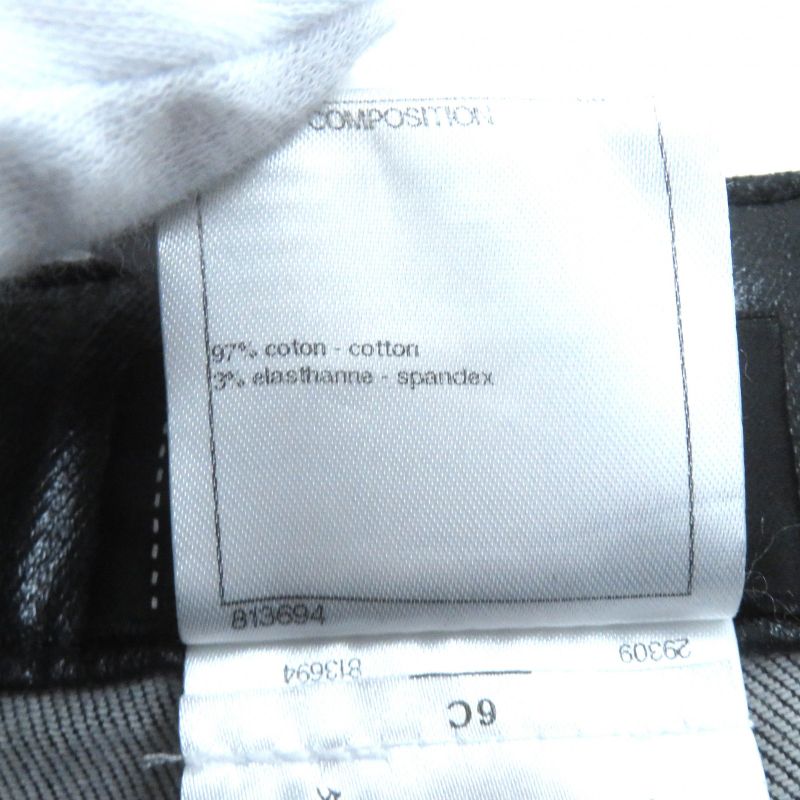 COMPOSITION
97% coton - cotton
3% elasthanne - spandex
813694
29309 813694
6C